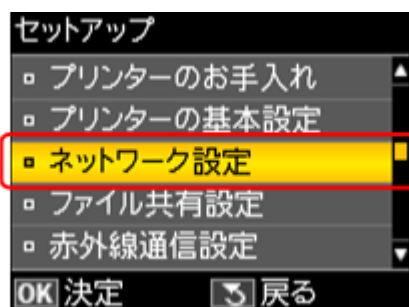 セットアップ
プリンターのお手入れ
プリンターの基本設定
ネットワーク設定
ファイル共有設定
赤外線通信設定
OK 決定 戻る